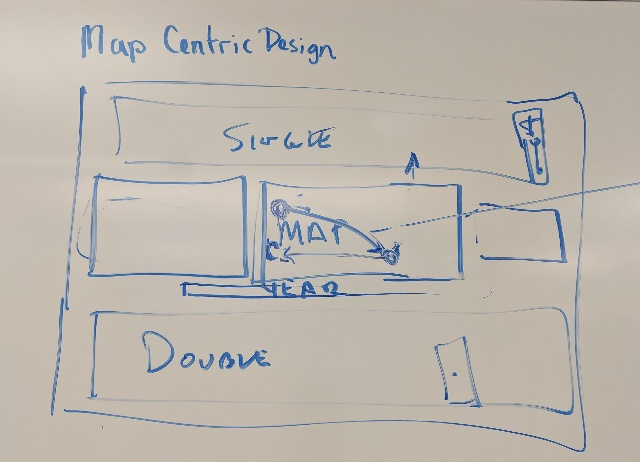 Map Centric Design
SINGLE
MAP
YEAR
DOUBLE